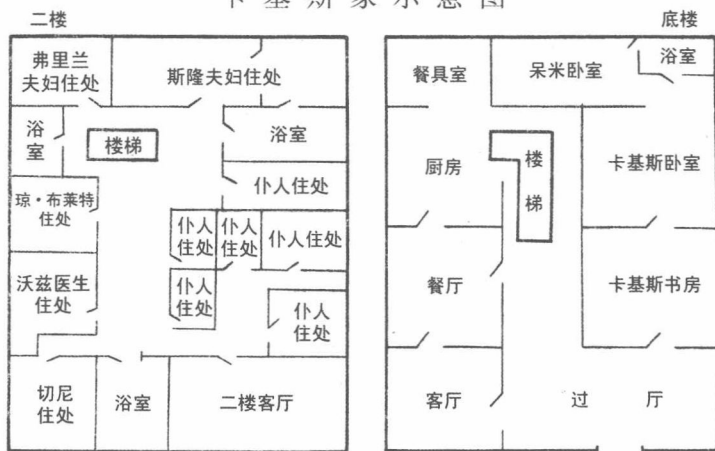 卡基斯家示意图
二楼
底楼
弗里兰
夫妇住处
斯隆夫妇住处
浴
室
楼梯
浴室
仆人住处
琼·布莱特
住处
仆人
住处
仆人
住处
仆人住处
沃兹医生
住处
仆人
住处
仆人
住处
切尼
住处
浴室
二楼客厅
餐具室
呆米卧室
浴室
厨房
楼
梯
卡基斯卧室
餐厅
卡基斯书房
客厅
过厅